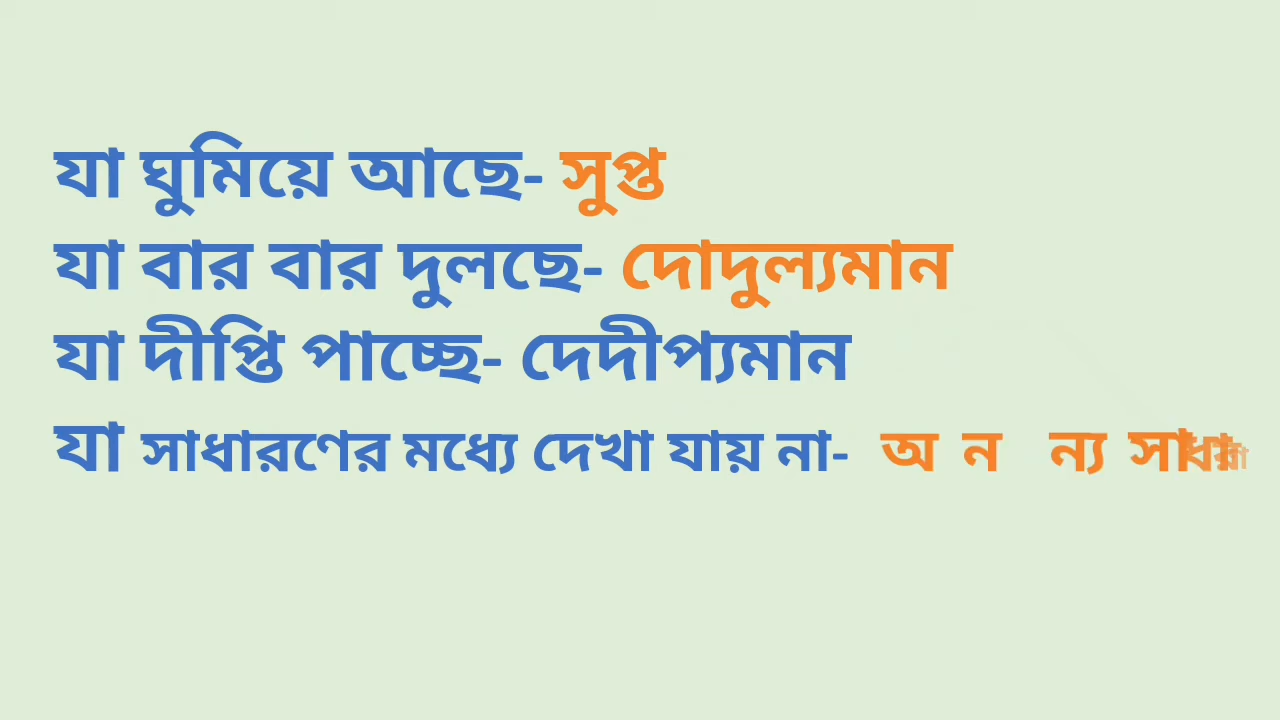 যা ঘুমিয়ে আছে- সুপ্ত
যা বার বার দুলছে- দোদুল্যমান
যা দীপ্তি পাচ্ছে- দেদীপ্যমান
যা সাধারণের মধ্যে দেখা যায় না- অ ন ন্য